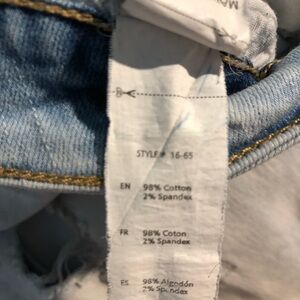 STYLE# 16-65
EN 98% Cotton
2% Spandex
FR 98% Coton
2% Spandex
ES 98% Algodón
2% Spandex